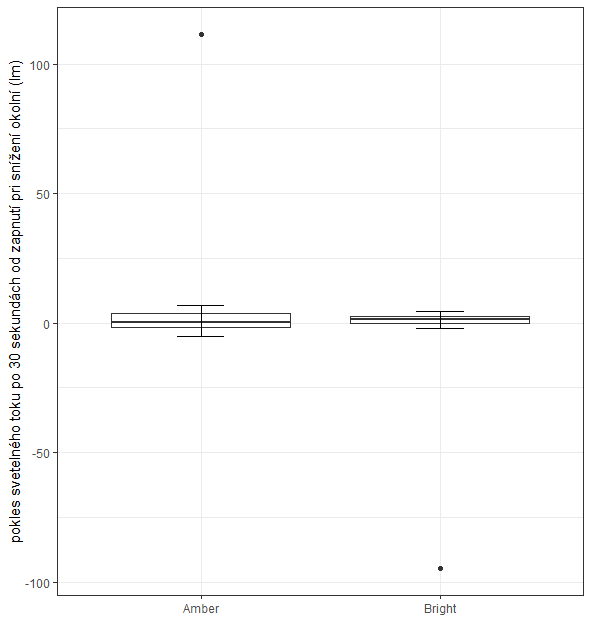 pokles svetelného toku po 30 sekundách od zapnutí pri snížení okolní (lm)
100
50
0
-50
-100
Amber
Bright